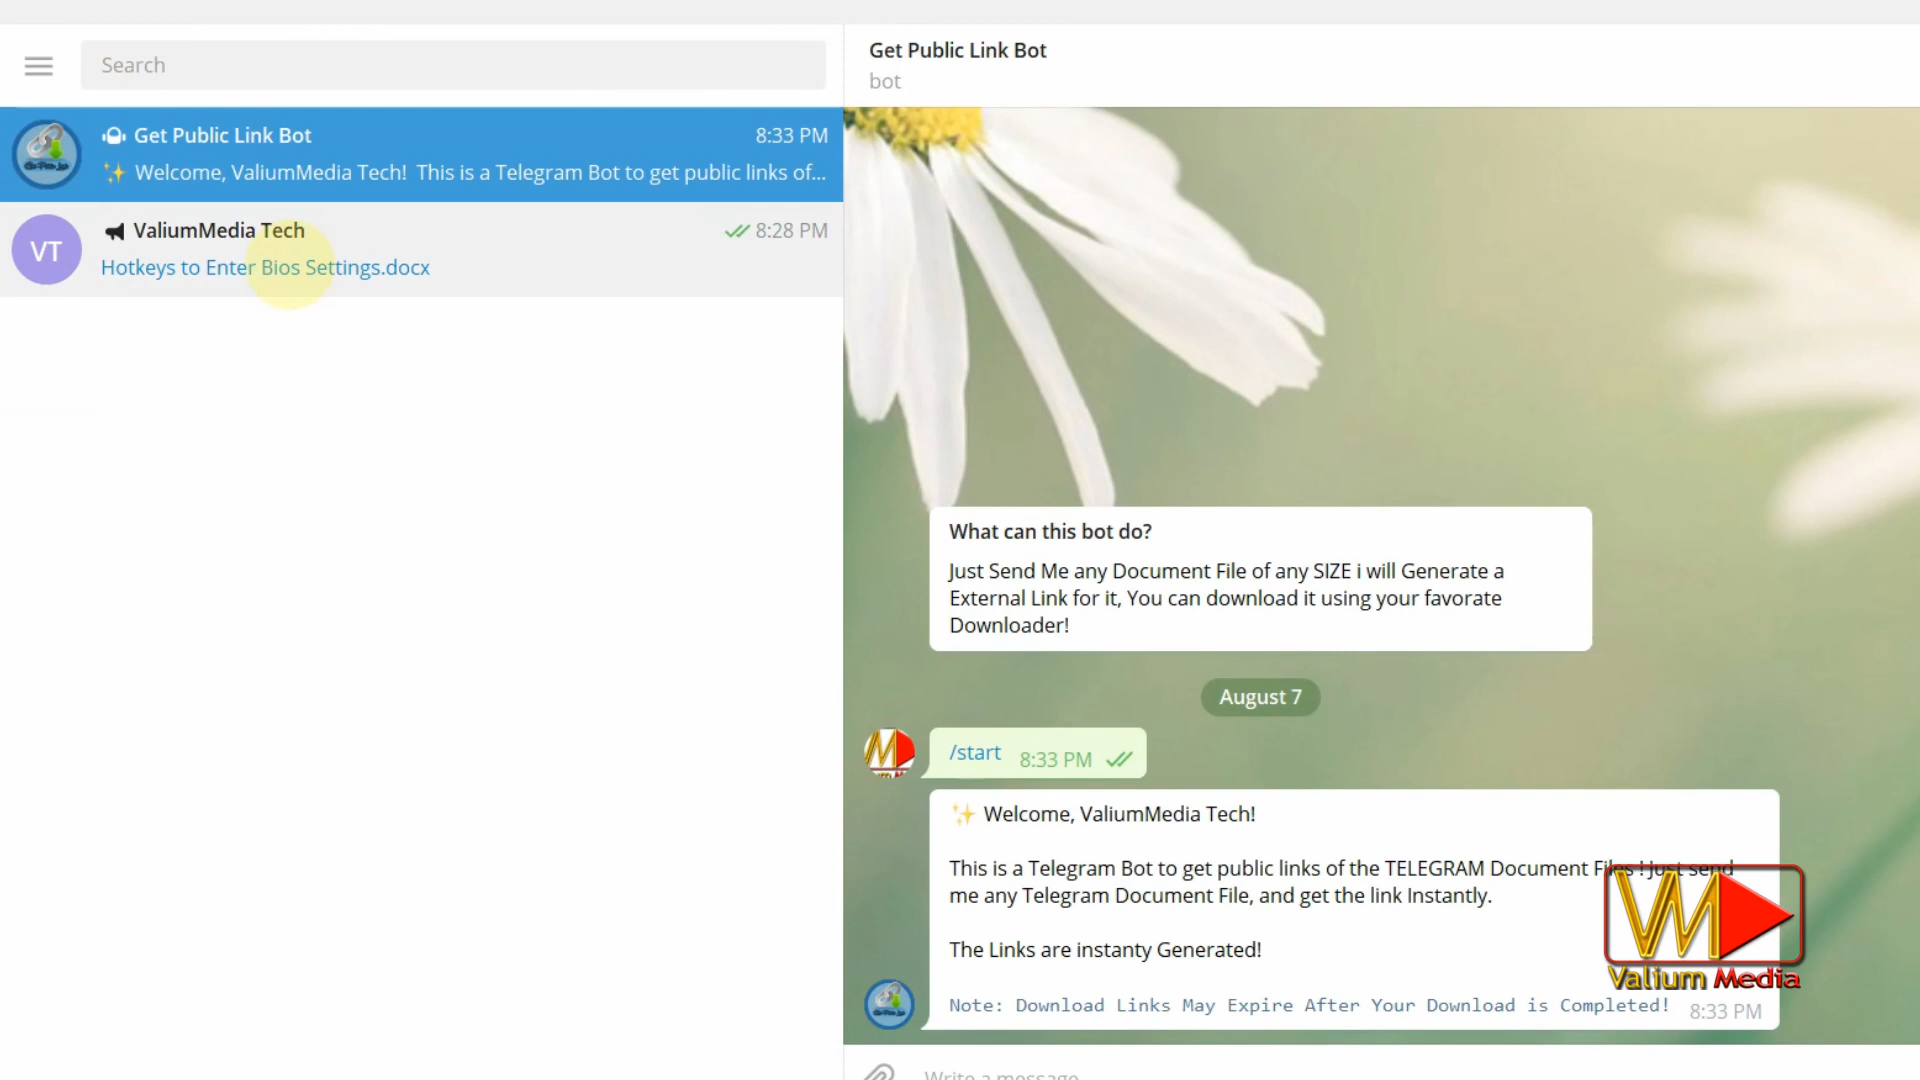 Search
Get Public Link Bot
bot
Get Public Link Bot 8:33 PM
✨ Welcome, ValiumMedia Tech! This is a Telegram Bot to get public links of...
VT
ValiumMedia Tech 8:28 PM
Hotkeys to Enter Bios Settings.docx
What can this bot do?
Just Send Me any Document File of any SIZE i will Generate a
External Link for it, You can download it using your favorate
Downloader!
August 7
/start 8:33 PM
✨ Welcome, ValiumMedia Tech!
This is a Telegram Bot to get public links of the TELEGRAM Document Files ! Just send
me any Telegram Document File, and get the link Instantly.
The Links are instanty Generated!
Note: Download Links May Expire After Your Download is Completed! 8:33 PM
VM
Valium Media
Write a message